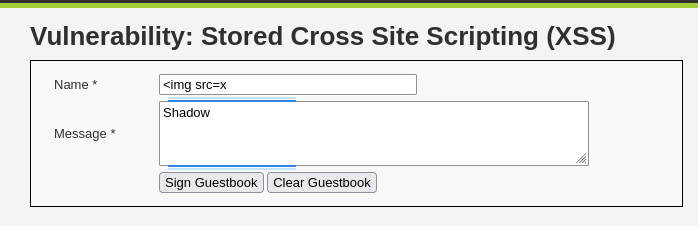 Vulnerability: Stored Cross Site Scripting (XSS)
Name * <img src=x
Message * Shadow
Sign Guestbook Clear Guestbook